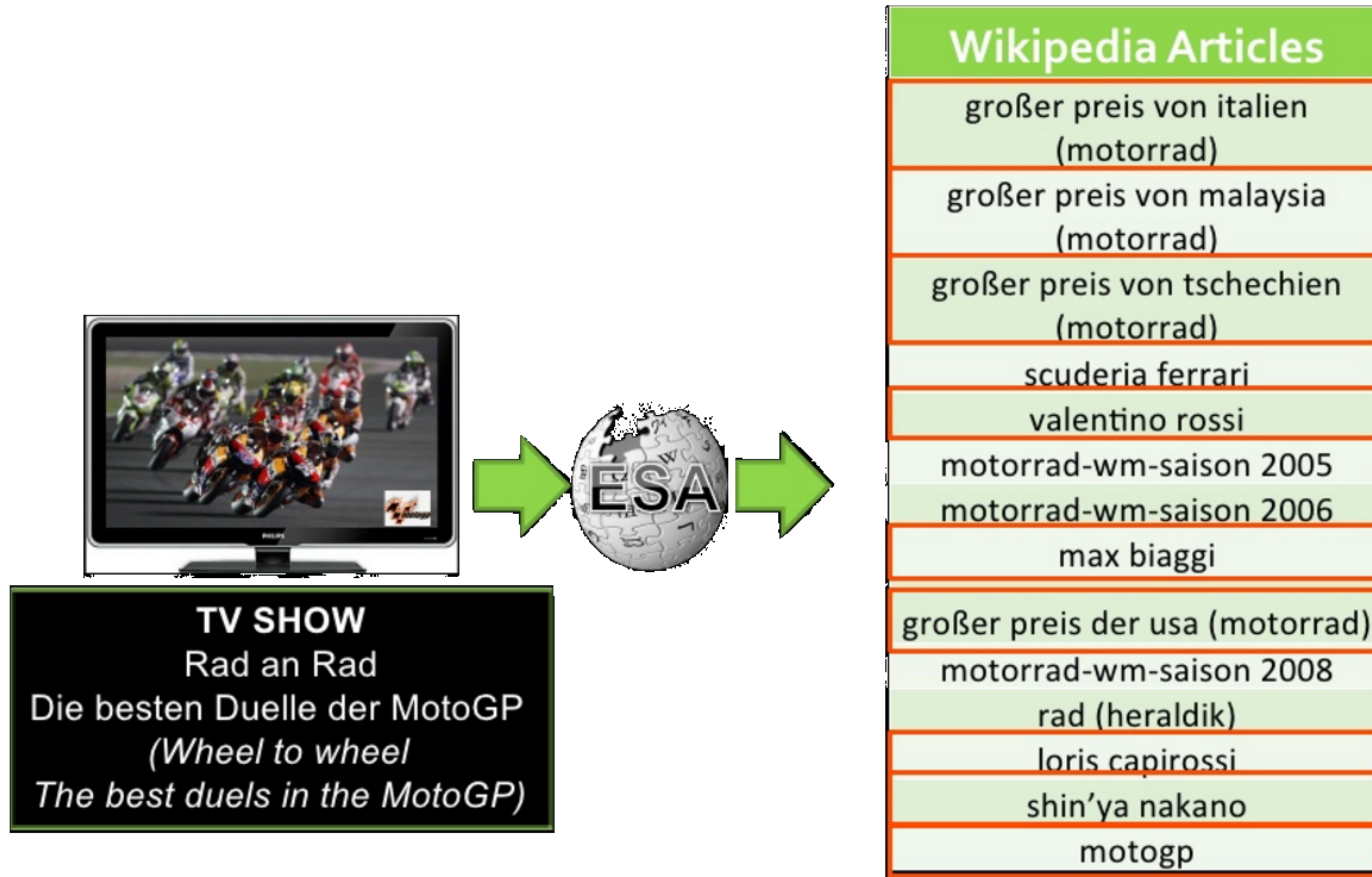 Wikipedia Articles
großer preis von italien
(motorrad)
großer preis von malaysia
(motorrad)
großer preis von tschechien
(motorrad)
scuderia ferrari
valentino rossi
motorrad-wm-saison 2005
motorrad-wm-saison 2006
max biaggi
großer preis der usa (motorrad)
motorrad-wm-saison 2008
rad (heraldik)
loris capirossi
shin'ya nakano
motogp
PHILIPS
ESA
TV SHOW
Rad an Rad
Die besten Duelle der MotoGP
(Wheel to wheel
The best duels in the MotoGP)